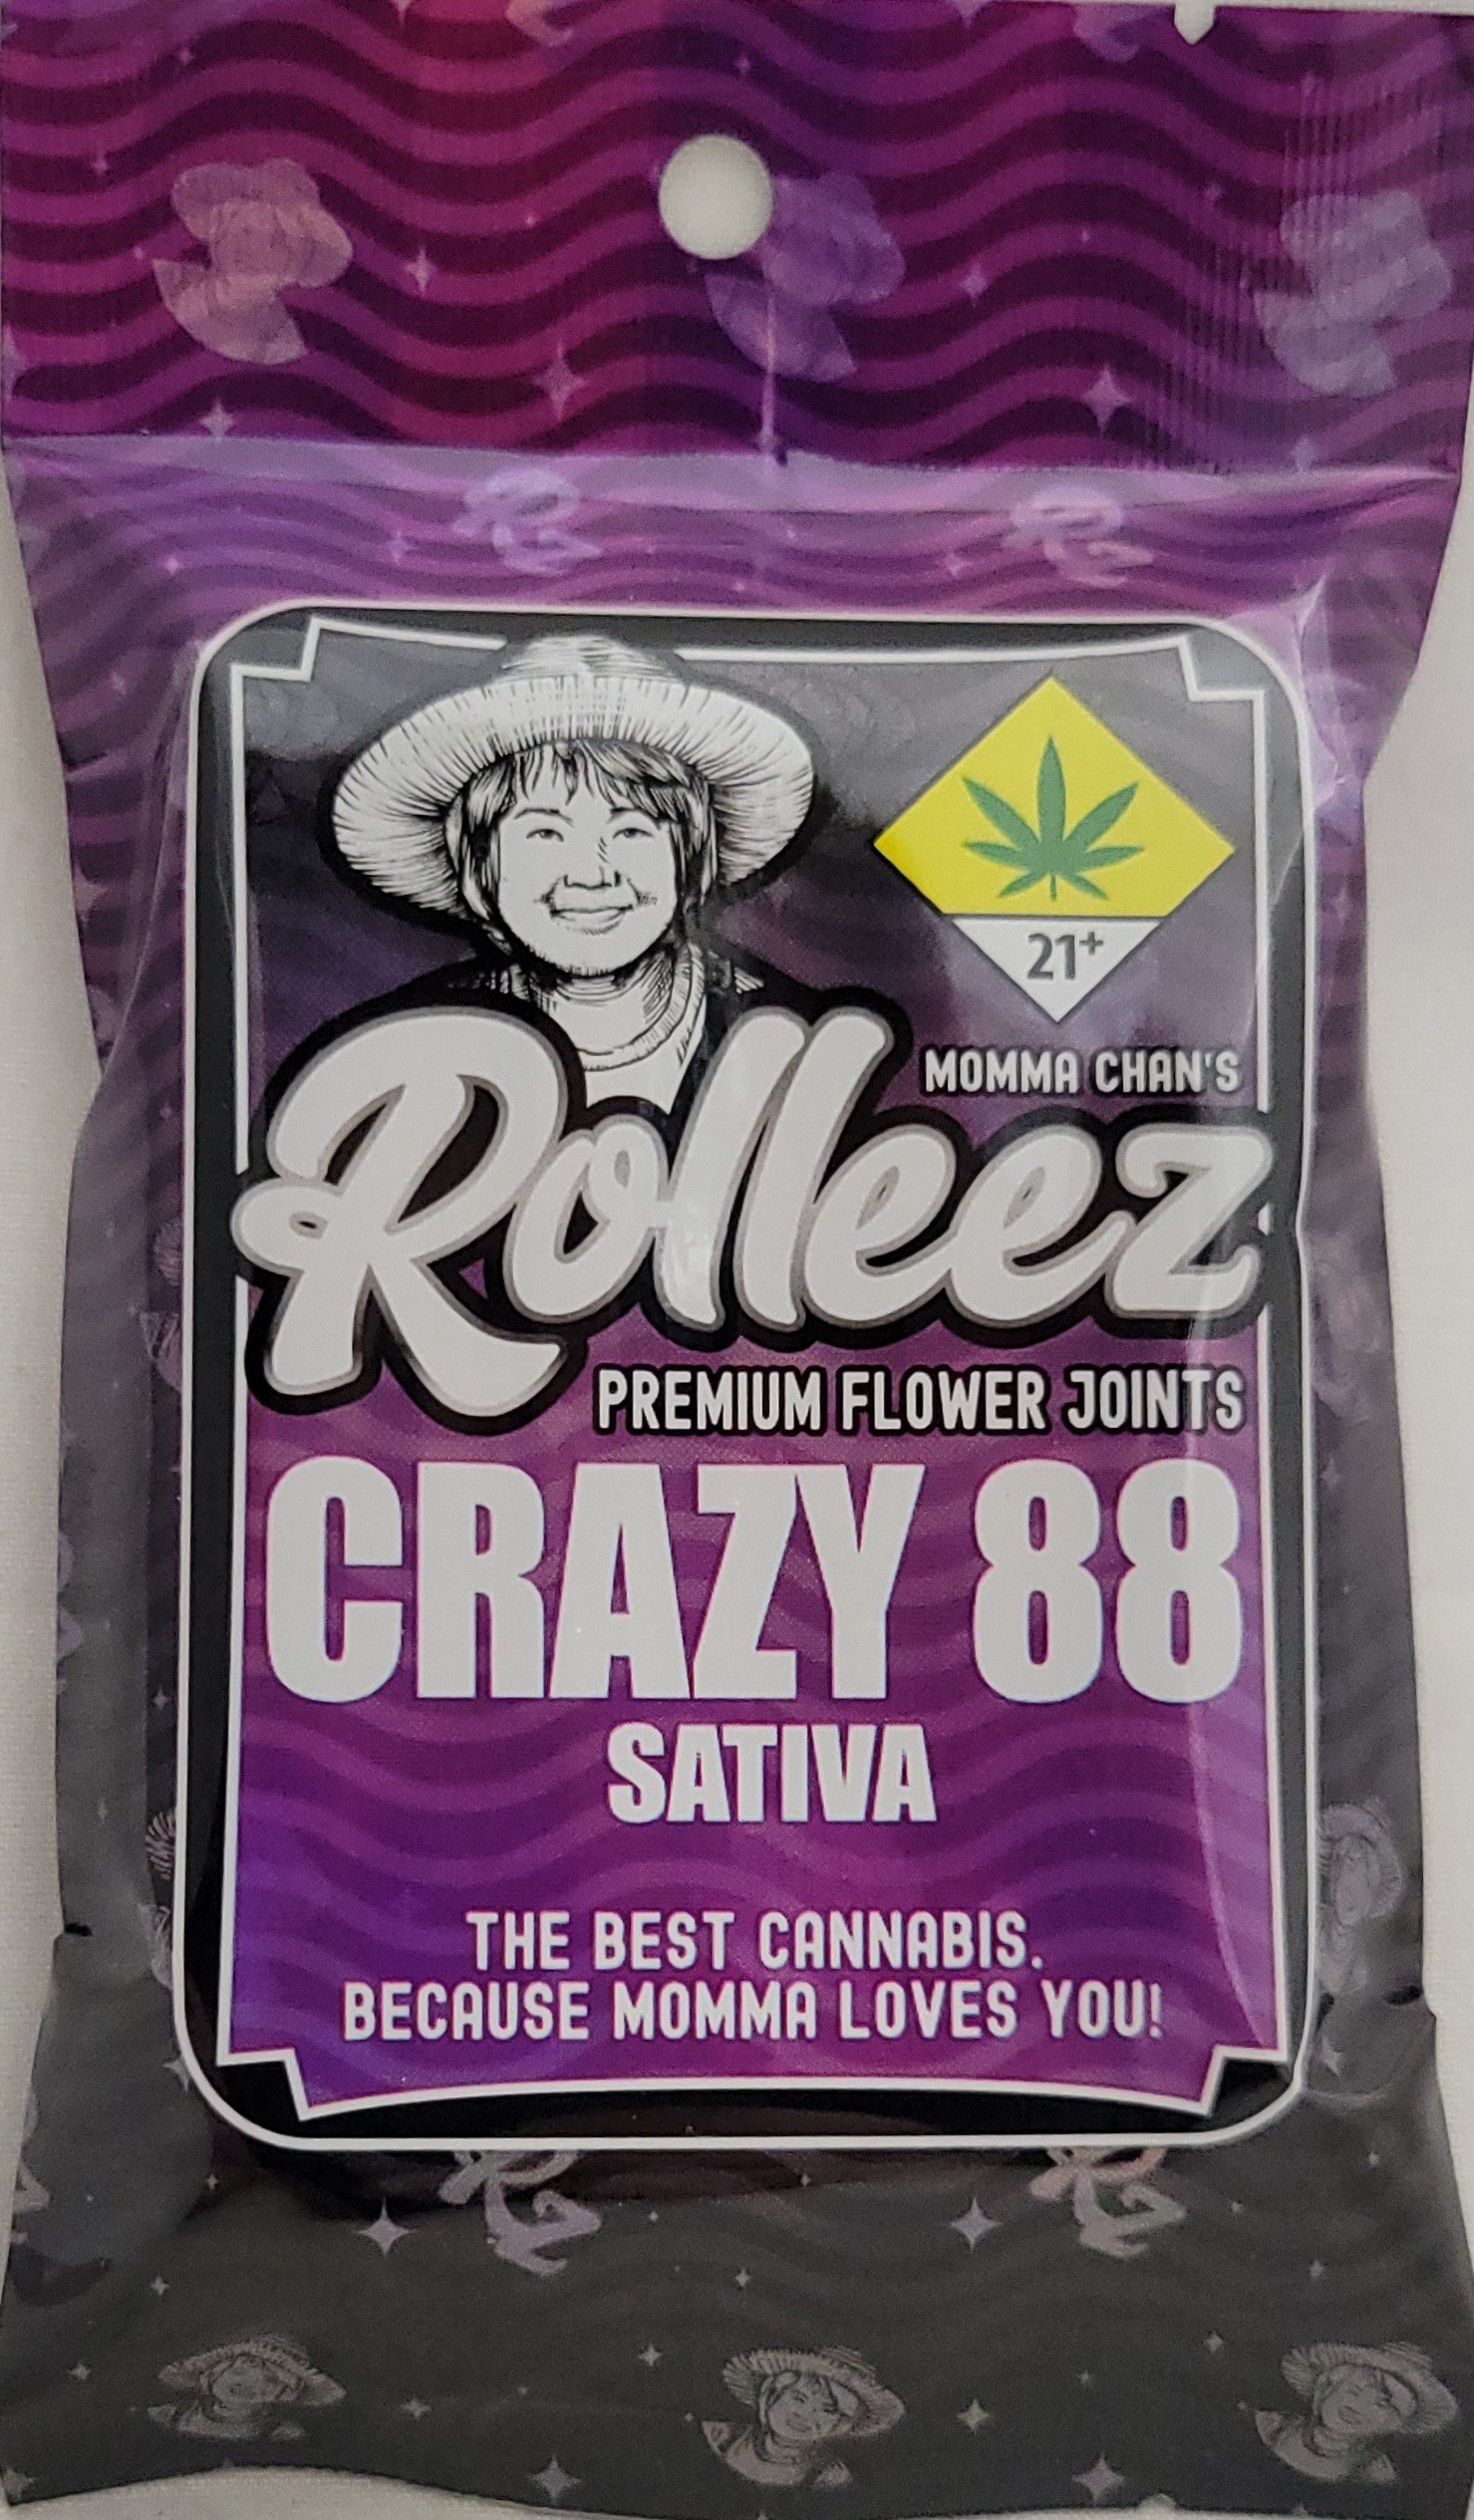 21+
MOMMA CHAN'S
Rolleez
PREMIUM FLOWER JOINTS
CRAZY 88
SATIVA
THE BEST CANNABIS.
BECAUSE MOMMA LOVES YOU!